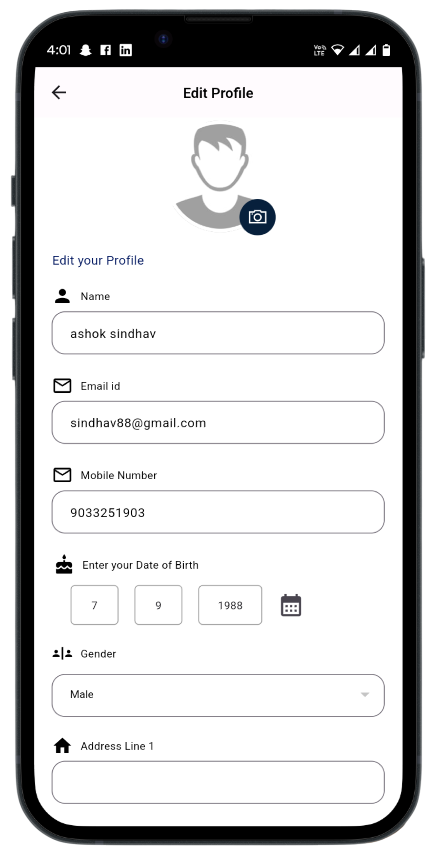 4:01
Vo
LTE
Edit Profile
Edit your Profile
Name
ashok sindhav
Email id
sindhav88@gmail.com
Mobile Number
9033251903
Enter your Date of Birth
7 9 1988
Gender
Male
Address Line 1